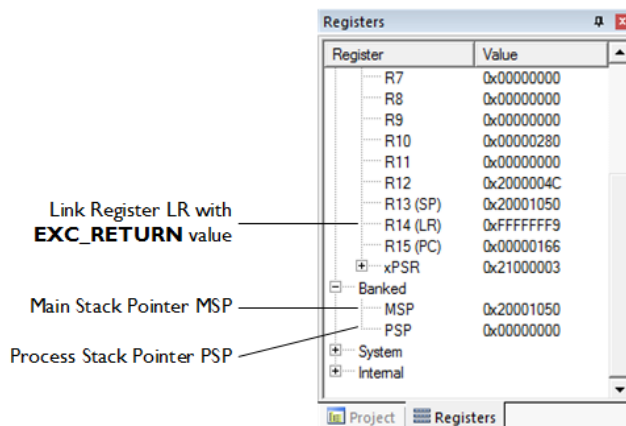 Registers
Register Value
R7 0x00000000
R8 0x00000000
R9 0x00000000
R10 0x00000280
R11 0x00000000
R12 0x2000004C
R13 (SP) 0x20001050
Link Register LR with
EXC_RETURN value
R14 (LR) 0xFFFFFFF9
R15 (PC) 0x00000166
xPSR 0x21000003
Banked
Main Stack Pointer MSP
MSP 0x20001050
Process Stack Pointer PSP
PSP 0x00000000
System
Internal
Project Registers